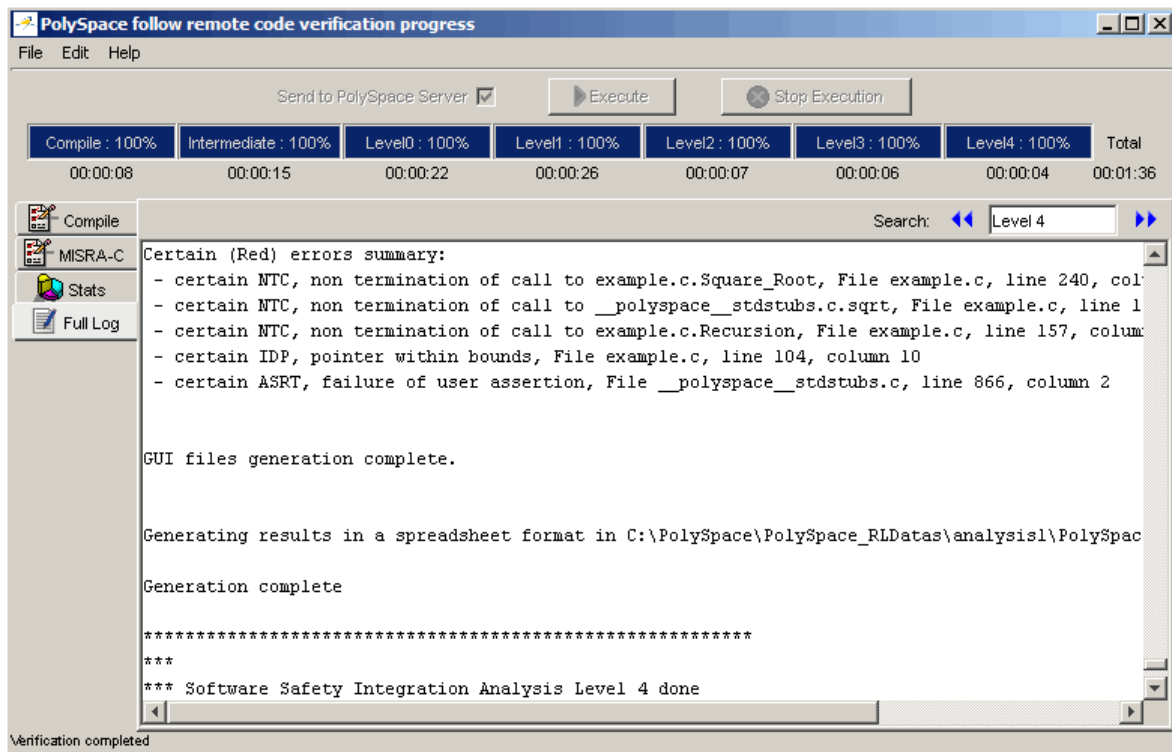 PolySpace follow remote code verification progress
File Edit Help
Send to PolySpace Server Execute Stop Execution
Compile : 100% Intermediate : 100% Level0 : 100% Level1 : 100% Level2 : 100% Level3 : 100% Level4 : 100% Total
00:00:08 00:00:15 00:00:22 00:00:26 00:00:07 00:00:06 00:00:04 00:01:36
Compile
Search: Level 4
MISRA-C
Stats
Full Log
Certain (Red) errors summary:
- certain NTC, non termination of call to example.c.Square_Root, File example.c, line 240, col
- certain NTC, non termination of call to __polyspace__stdstubs.c.sqrt, File example.c, line 1
- certain NTC, non termination of call to example.c.Recursion, File example.c, line 157, colum
- certain IDP, pointer within bounds, File example.c, line 104, column 10
- certain ASRT, failure of user assertion, File __polyspace__stdstubs.c, line 866, column 2
GUI files generation complete.
Generating results in a spreadsheet format in C:\PolySpace\PolySpace_RLDatas\analysis1\PolySpac
Generation complete
**********************************************************
***
*** Software Safety Integration Analysis Level 4 done
Verification completed